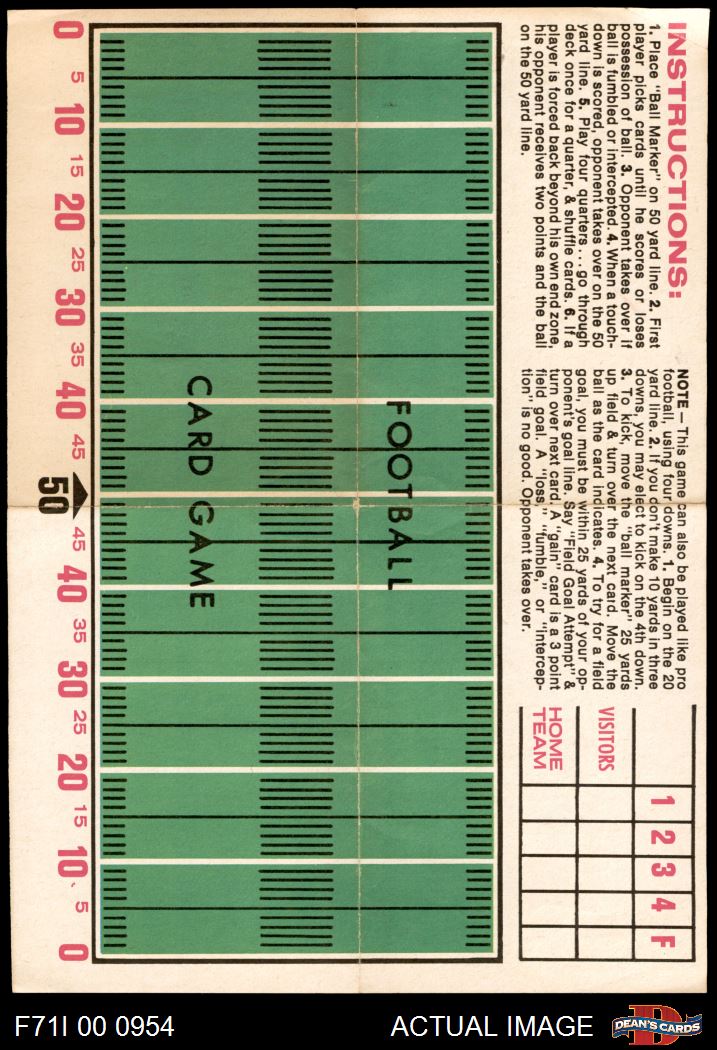 INSTRUCTIONS:
1. Place "Ball Marker" on 50 yard line. 2. First
player picks cards until he scores or loses
possession of ball. 3. Opponent takes over if
ball is fumbled or intercepted. 4. When a touch-
down is scored, opponent takes over on the 50
yard line. 5. Play four quarters... go through
deck once for a quarter, & shuffle cards. 6. If a
player is forced back beyond his own end zone,
his opponent receives two points and the ball
on the 50 yard line.
NOTE — This game can also be played like pro
football, using four downs. 1. Begin on the 20
yard line. 2. If you don't make 10 yards in three
downs, you may elect to kick on the 4th down.
3. To kick, move the "ball marker" 25 yards
up field & turn over the next card. Move the
ball as the card indicates. 4. To try for a field
goal, you must be within 25 yards of your op-
ponent's goal line. Say "Field Goal Attempt" &
turn over next card. A "gain" card is a 3 point
field goal. A "loss," "fumble," or "intercep-
tion" is no good. Opponent takes over.
1 2 3 4 F
VISITORS
HOME
TEAM
FOOTBALL
CARD GAME
0 5 10 15 20 25 30 35 40 45 50 45 40 35 30 25 20 15 10 5 0
F71I 00 0954
ACTUAL IMAGE
D
DEAN'S CARDS